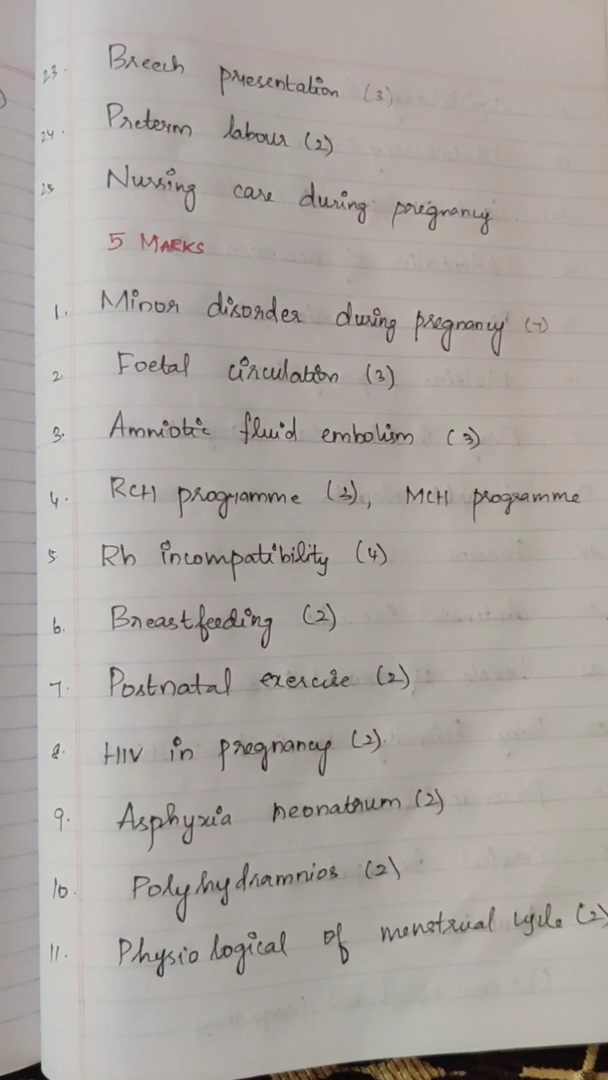 23. Breech presentation (3)
24. Preterm labour (2)
25 Nursing care during pregnancy
5 MARKS
1. Minor disorder during pregnancy
2. Foetal circulation (3)
3. Amniotic fluid embolism (3)
4. RCH programme (3), MCH programme
5 Rh incompatibility (4)
6. Breastfeeding (2)
7. Postnatal exercise (2)
8. HIV in pregnancy (2)
9. Asphyxia neonatrum (2)
10. Polyhydramnios (2)
11. Physiological of menstrual cycle (2)